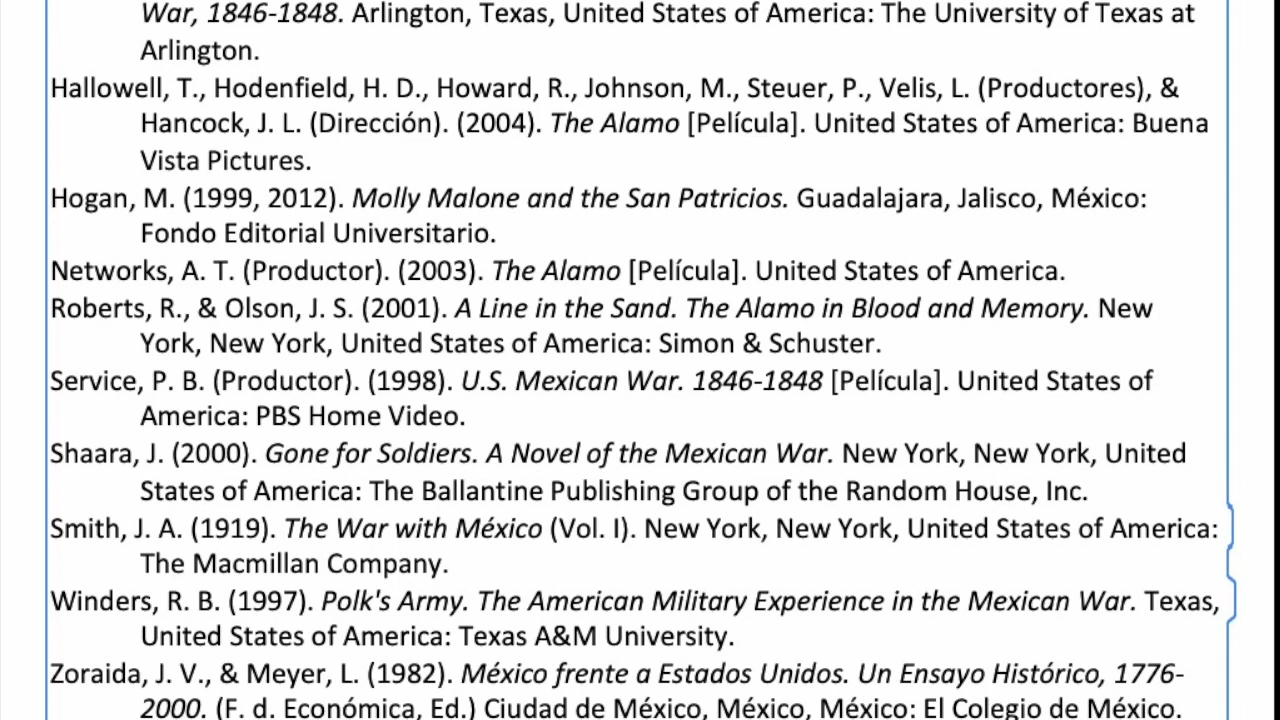 War, 1846-1848. Arlington, Texas, United States of America: The University of Texas at
Arlington.
Hallowell, T., Hodenfield, H. D., Howard, R., Johnson, M., Steuer, P., Velis, L. (Productores), &
Hancock, J. L. (Dirección). (2004). The Alamo [Película]. United States of America: Buena
Vista Pictures.
Hogan, M. (1999, 2012). Molly Malone and the San Patricios. Guadalajara, Jalisco, México:
Fondo Editorial Universitario.
Networks, A. T. (Productor). (2003). The Alamo [Película]. United States of America.
Roberts, R., & Olson, J. S. (2001). A Line in the Sand. The Alamo in Blood and Memory. New
York, New York, United States of America: Simon & Schuster.
Service, P. B. (Productor). (1998). U.S. Mexican War. 1846-1848 [Película]. United States of
America: PBS Home Video.
Shaara, J. (2000). Gone for Soldiers. A Novel of the Mexican War. New York, New York, United
States of America: The Ballantine Publishing Group of the Random House, Inc.
Smith, J. A. (1919). The War with México (Vol. I). New York, New York, United States of America:
The Macmillan Company.
Winders, R. B. (1997). Polk's Army. The American Military Experience in the Mexican War. Texas,
United States of America: Texas A&M University.
Zoraida, J. V., & Meyer, L. (1982). México frente a Estados Unidos. Un Ensayo Histórico, 1776-
2000. (F. d. Económica, Ed.) Ciudad de México, México, México: El Colegio de México.